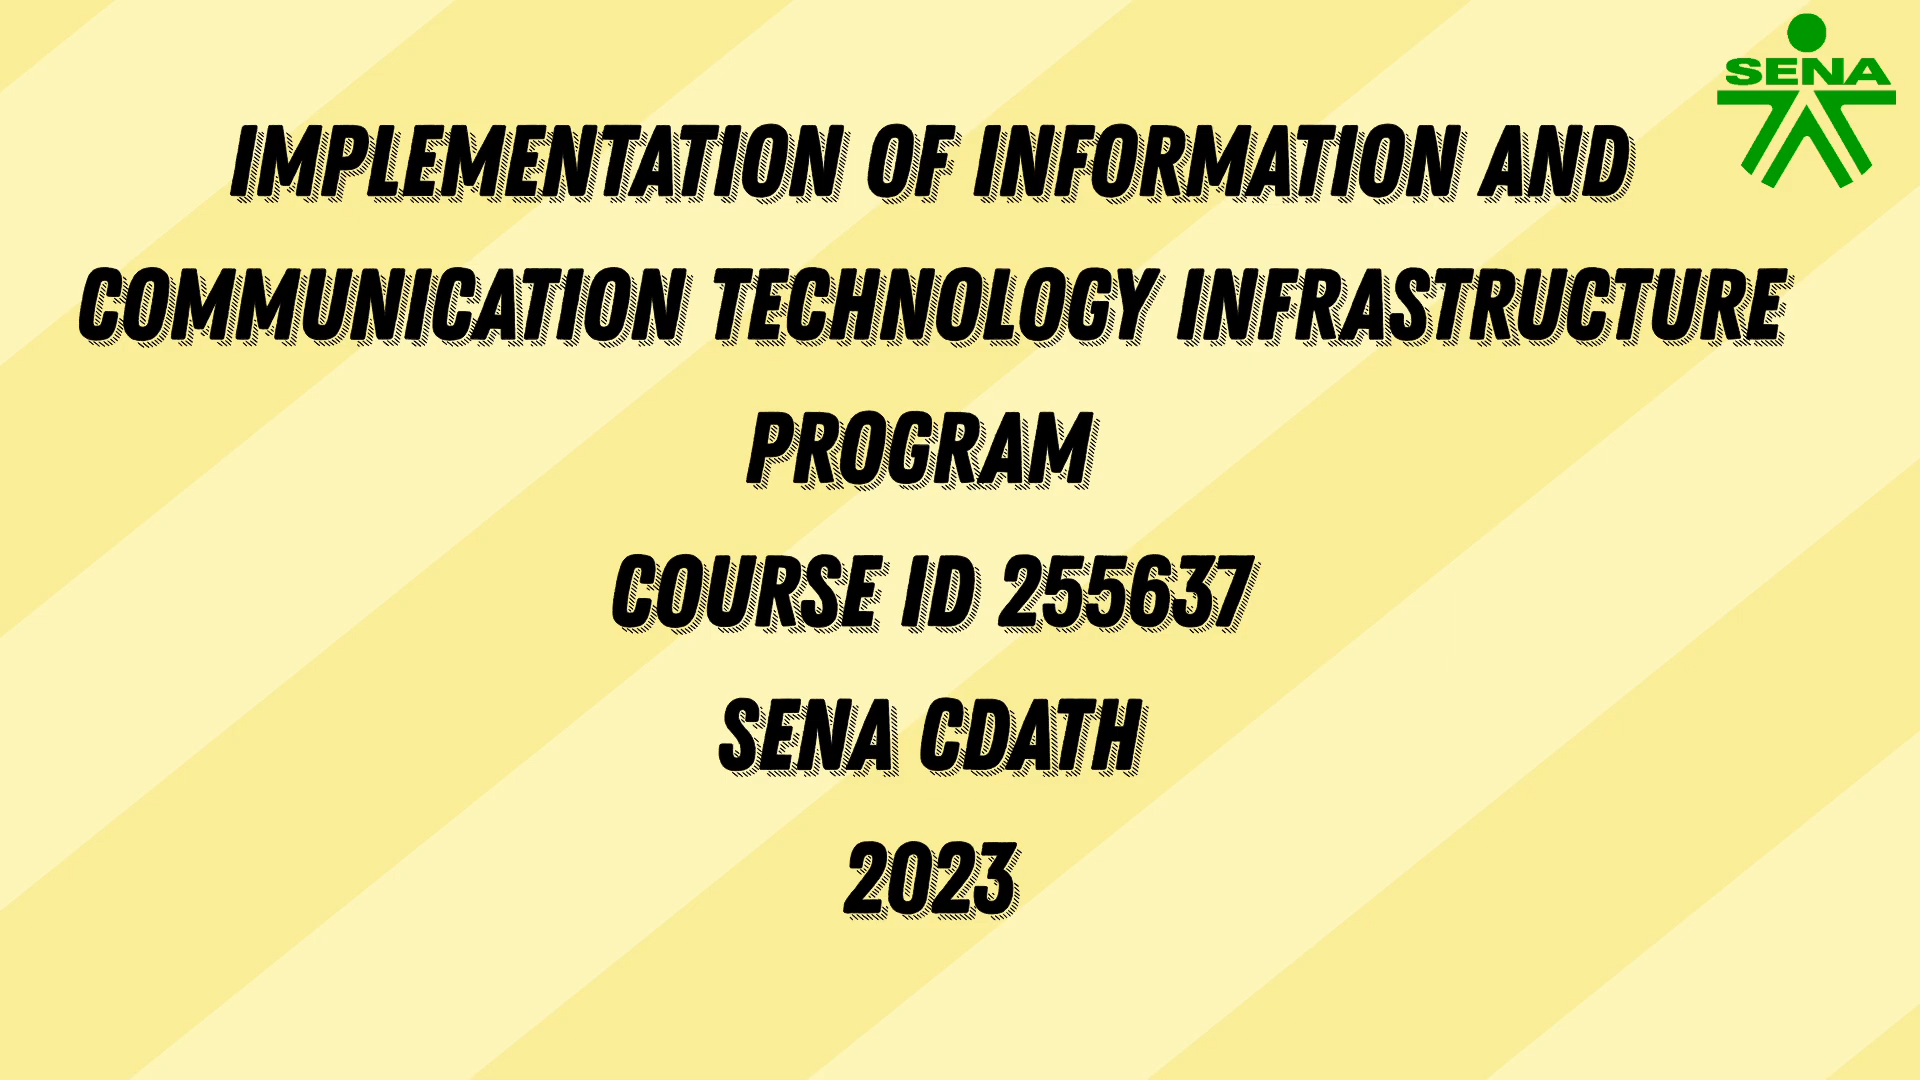 SENA
IMPLEMENTATION OF INFORMATION AND
COMMUNICATION TECHNOLOGY INFRASTRUCTURE
PROGRAM
COURSE ID 255637
SENA CDATH
2023